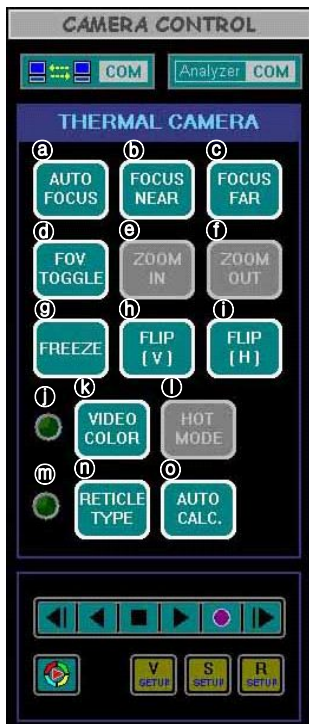 CAMERA CONTROL
COM
Analyzer COM
THERMAL CAMERA
ⓐ ⓑ ⓒ
AUTO FOCUS
FOCUS NEAR
FOCUS FAR
ⓓ ⓔ ⓕ
FOV TOGGLE
ZOOM IN
ZOOM OUT
ⓖ ⓗ ⓘ
FREEZE
FLIP (V)
FLIP (H)
ⓙ ⓚ ⓛ
VIDEO COLOR
HOT MODE
ⓜ ⓝ ⓞ
RETICLE TYPE
AUTO CALC.
V SETUP
S SETUP
R SETUP